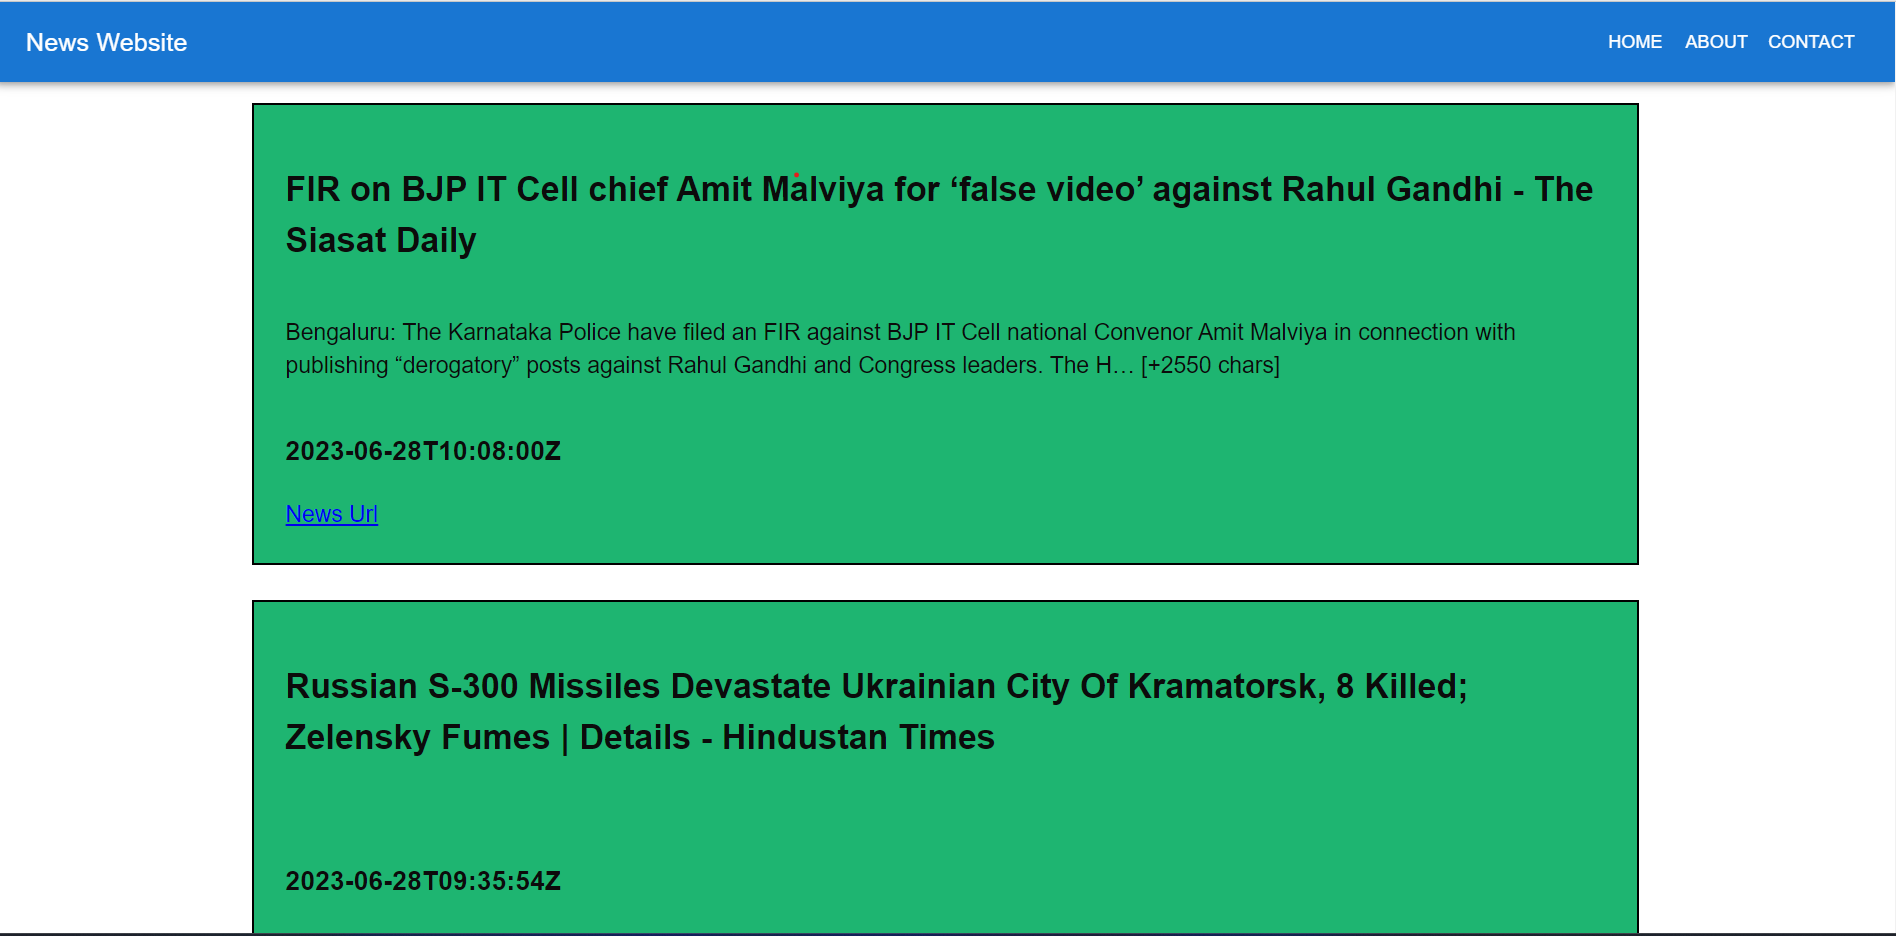 News Website
HOME ABOUT CONTACT
FIR on BJP IT Cell chief Amit Malviya for ‘false video’ against Rahul Gandhi - The
Siasat Daily
Bengaluru: The Karnataka Police have filed an FIR against BJP IT Cell national Convenor Amit Malviya in connection with
publishing “derogatory” posts against Rahul Gandhi and Congress leaders. The H… [+2550 chars]
2023-06-28T10:08:00Z
News Url
Russian S-300 Missiles Devastate Ukrainian City Of Kramatorsk, 8 Killed;
Zelensky Fumes | Details - Hindustan Times
2023-06-28T09:35:54Z